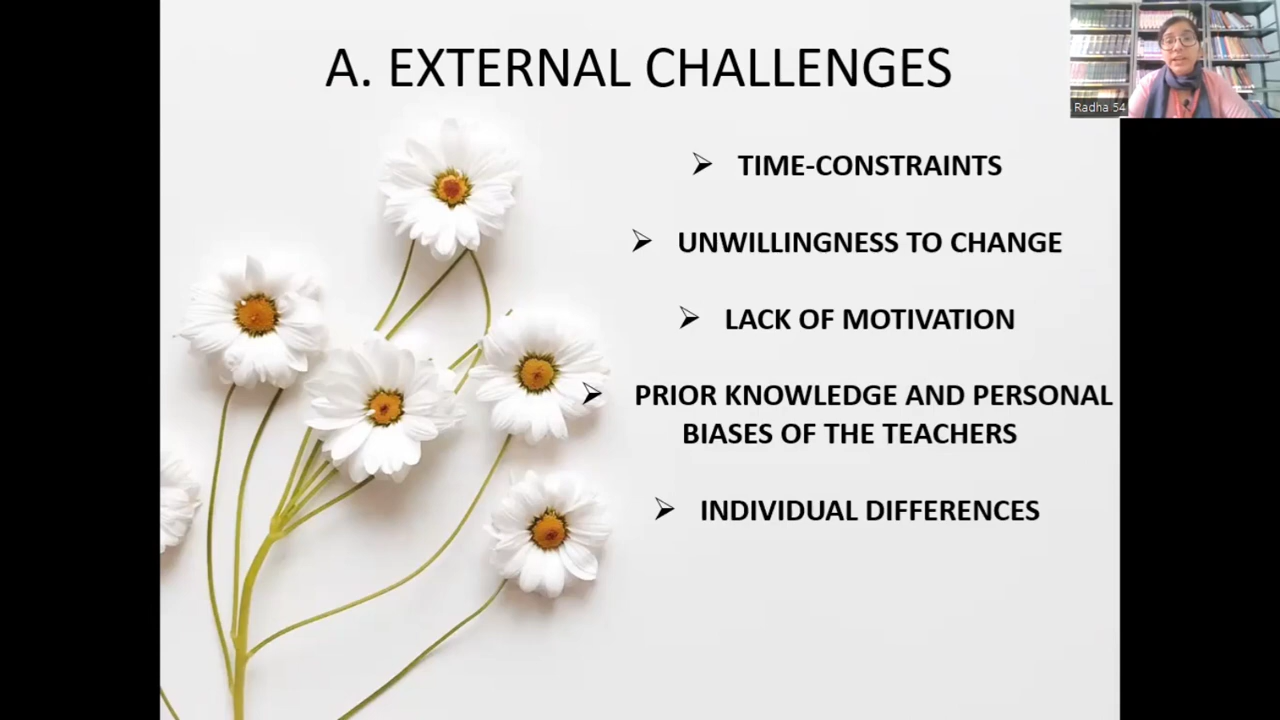 A. EXTERNAL CHALLENGES
Radha 54
➢ TIME-CONSTRAINTS
➢ UNWILLINGNESS TO CHANGE
➢ LACK OF MOTIVATION
➢ PRIOR KNOWLEDGE AND PERSONAL
BIASES OF THE TEACHERS
➢ INDIVIDUAL DIFFERENCES